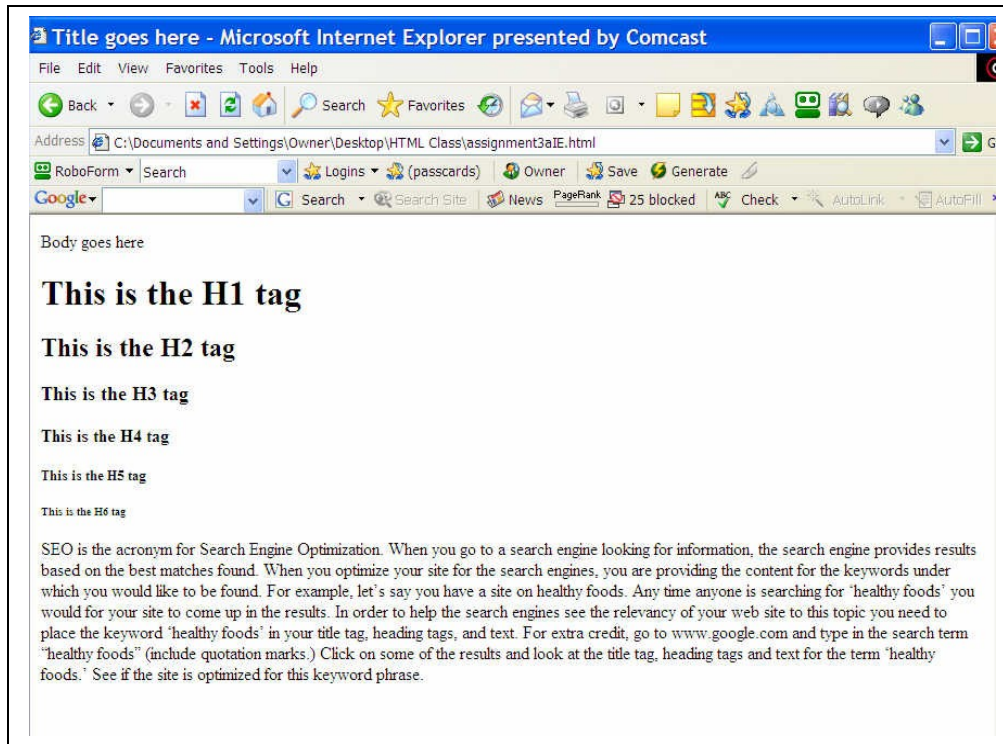 Title goes here - Microsoft Internet Explorer presented by Comcast
File Edit View Favorites Tools Help
Back Search Favorites
Address C:\Documents and Settings\Owner\Desktop\HTML Class\assignment3aIE.html G
RoboForm Search Logins (passcards) Owner Save Generate
Google G Search Search Site News PageRank 25 blocked ABC Check AutoLink AutoFill
Body goes here
This is the H1 tag
This is the H2 tag
This is the H3 tag
This is the H4 tag
This is the H5 tag
This is the H6 tag
SEO is the acronym for Search Engine Optimization. When you go to a search engine looking for information, the search engine provides results
based on the best matches found. When you optimize your site for the search engines, you are providing the content for the keywords under
which you would like to be found. For example, let’s say you have a site on healthy foods. Any time anyone is searching for ‘healthy foods’ you
would for your site to come up in the results. In order to help the search engines see the relevancy of your web site to this topic you need to
place the keyword ‘healthy foods’ in your title tag, heading tags, and text. For extra credit, go to www.google.com and type in the search term
“healthy foods” (include quotation marks.) Click on some of the results and look at the title tag, heading tags and text for the term ‘healthy
foods.’ See if the site is optimized for this keyword phrase.